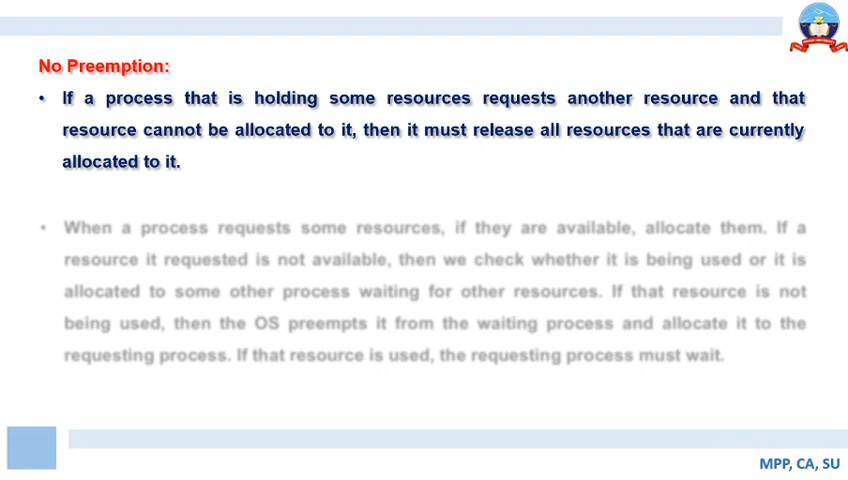 No Preemption:
• If a process that is holding some resources requests another resource and that
resource cannot be allocated to it, then it must release all resources that are currently
allocated to it.
• When a process requests some resources, if they are available, allocate them. If a
resource it requested is not available, then we check whether it is being used or it is
allocated to some other process waiting for other resources. If that resource is not
being used, then the OS preempts it from the waiting process and allocate it to the
requesting process. If that resource is used, the requesting process must wait.
MPP, CA, SU